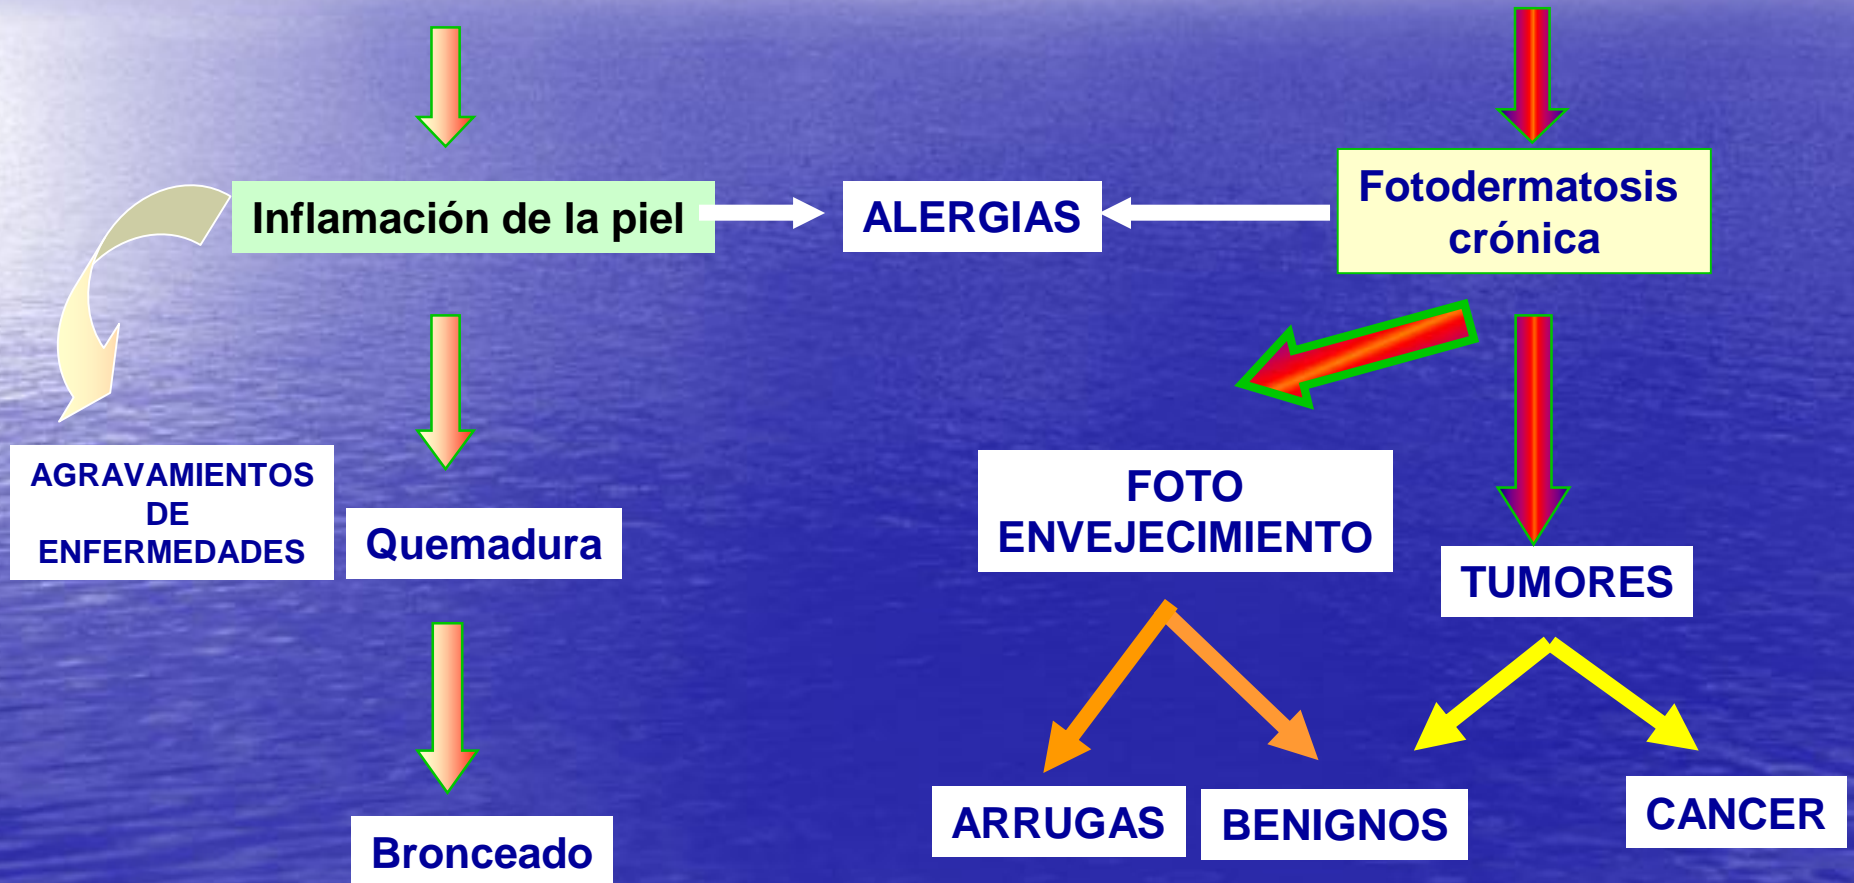 Inflamación de la piel
ALERGIAS
Fotodermatosis
crónica
AGRAVAMIENTOS
DE
ENFERMEDADES
Quemadura
FOTO
ENVEJECIMIENTO
TUMORES
ARRUGAS
BENIGNOS
CANCER
Bronceado